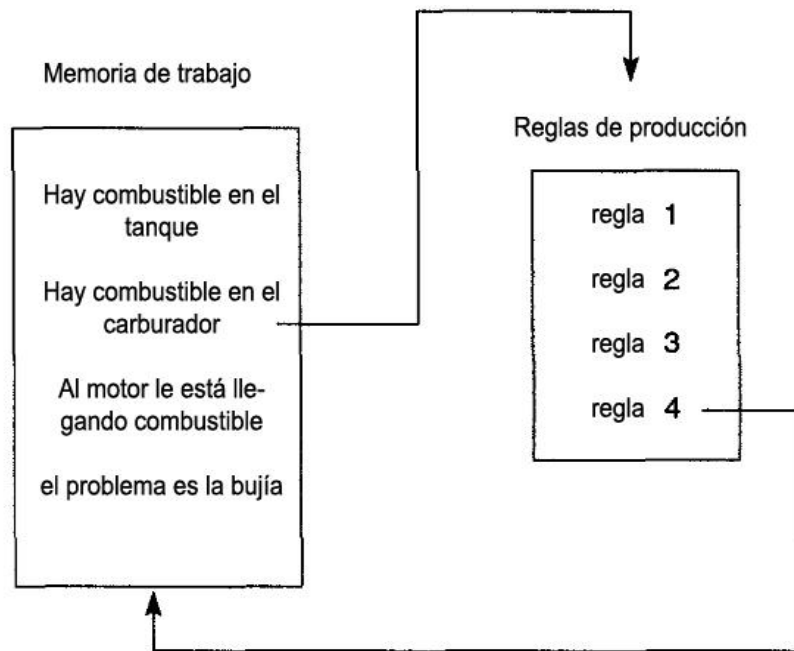 Memoria de trabajo
Hay combustible en el
tanque
Hay combustible en el
carburador
Al motor le está lle-
gando combustible
el problema es la bujía
Reglas de producción
regla 1
regla 2
regla 3
regla 4